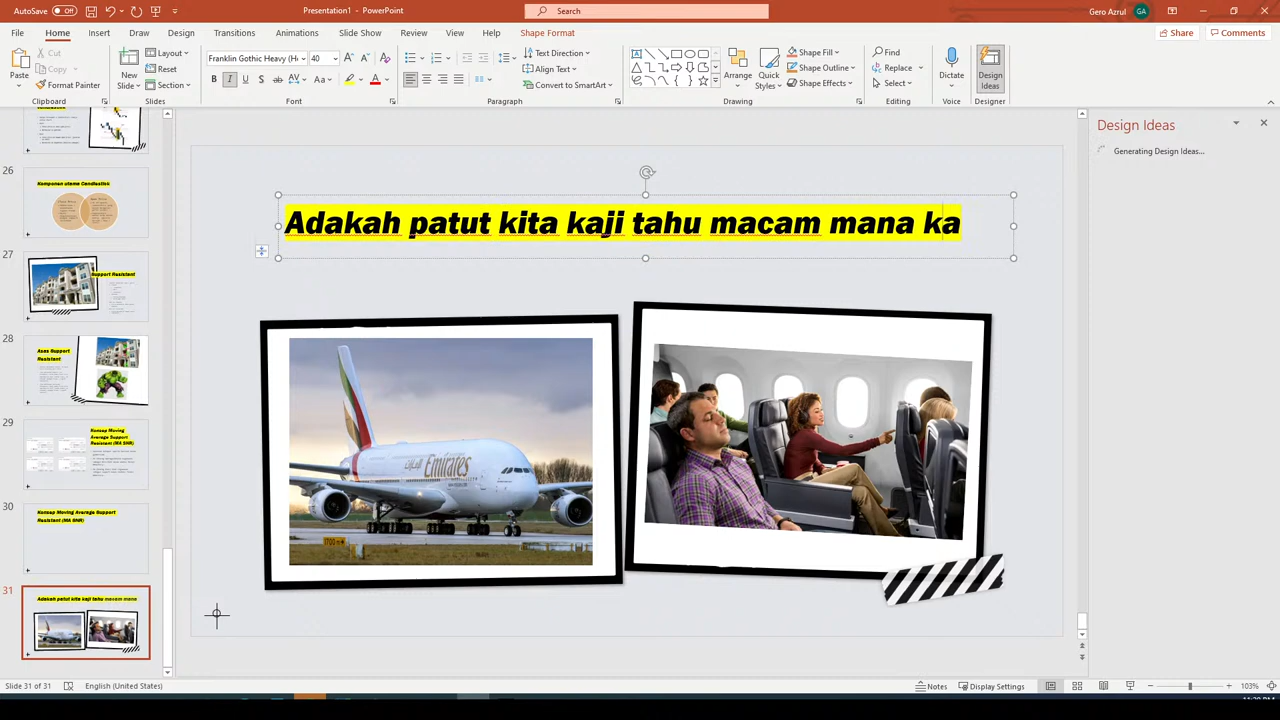 AutoSave
Off
Presentation1 - PowerPoint
Search
Gero Azrul
GA
File
Home
Insert
Draw
Design
Transitions
Animations
Slide Show
Review
View
Help
Shape Format
Share
Comments
Paste
Cut
Copy
Format Painter
Clipboard
New
Slide
Layout
Reset
Section
Slides
Franklin Gothic Heavy (H
40
Font
Paragraph
Text Direction
Align Text
Convert to SmartArt
Arrange
Quick
Styles
Shape Fill
Shape Outline
Shape Effects
Drawing
Find
Replace
Select
Editing
Dictate
Voice
Design
Ideas
Designer
26
Komponan utama Candlestick
27
Support Resistant
28
Asas Support
Resistant
29
Konsep Moving
Average Support
Resistant (MA SNR)
30
Konsep Moving Average Support
Resistant (MA SNR)
31
Adakah patut kita kaji tahu macam mana
Adakah patut kita kaji tahu macam mana ka
Emirates
Design Ideas
Generating Design Ideas...
Slide 31 of 31
English (United States)
Notes
Display Settings
103%